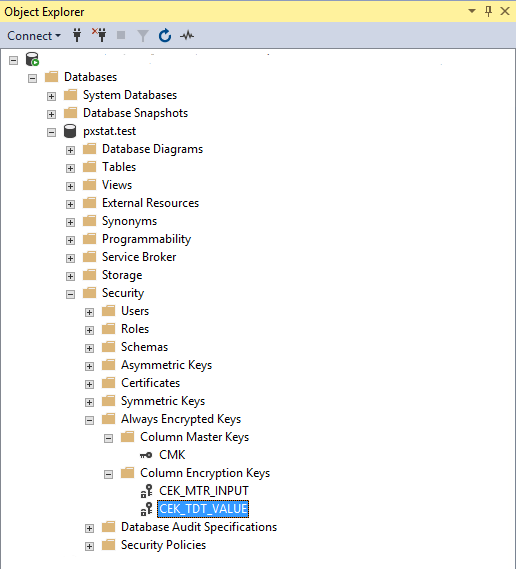 Object Explorer
Connect
Databases
System Databases
Database Snapshots
pxstat.test
Database Diagrams
Tables
Views
External Resources
Synonyms
Programmability
Service Broker
Storage
Security
Users
Roles
Schemas
Asymmetric Keys
Certificates
Symmetric Keys
Always Encrypted Keys
Column Master Keys
CMK
Column Encryption Keys
CEK_MTR_INPUT
CEK_TDT_VALUE
Database Audit Specifications
Security Policies